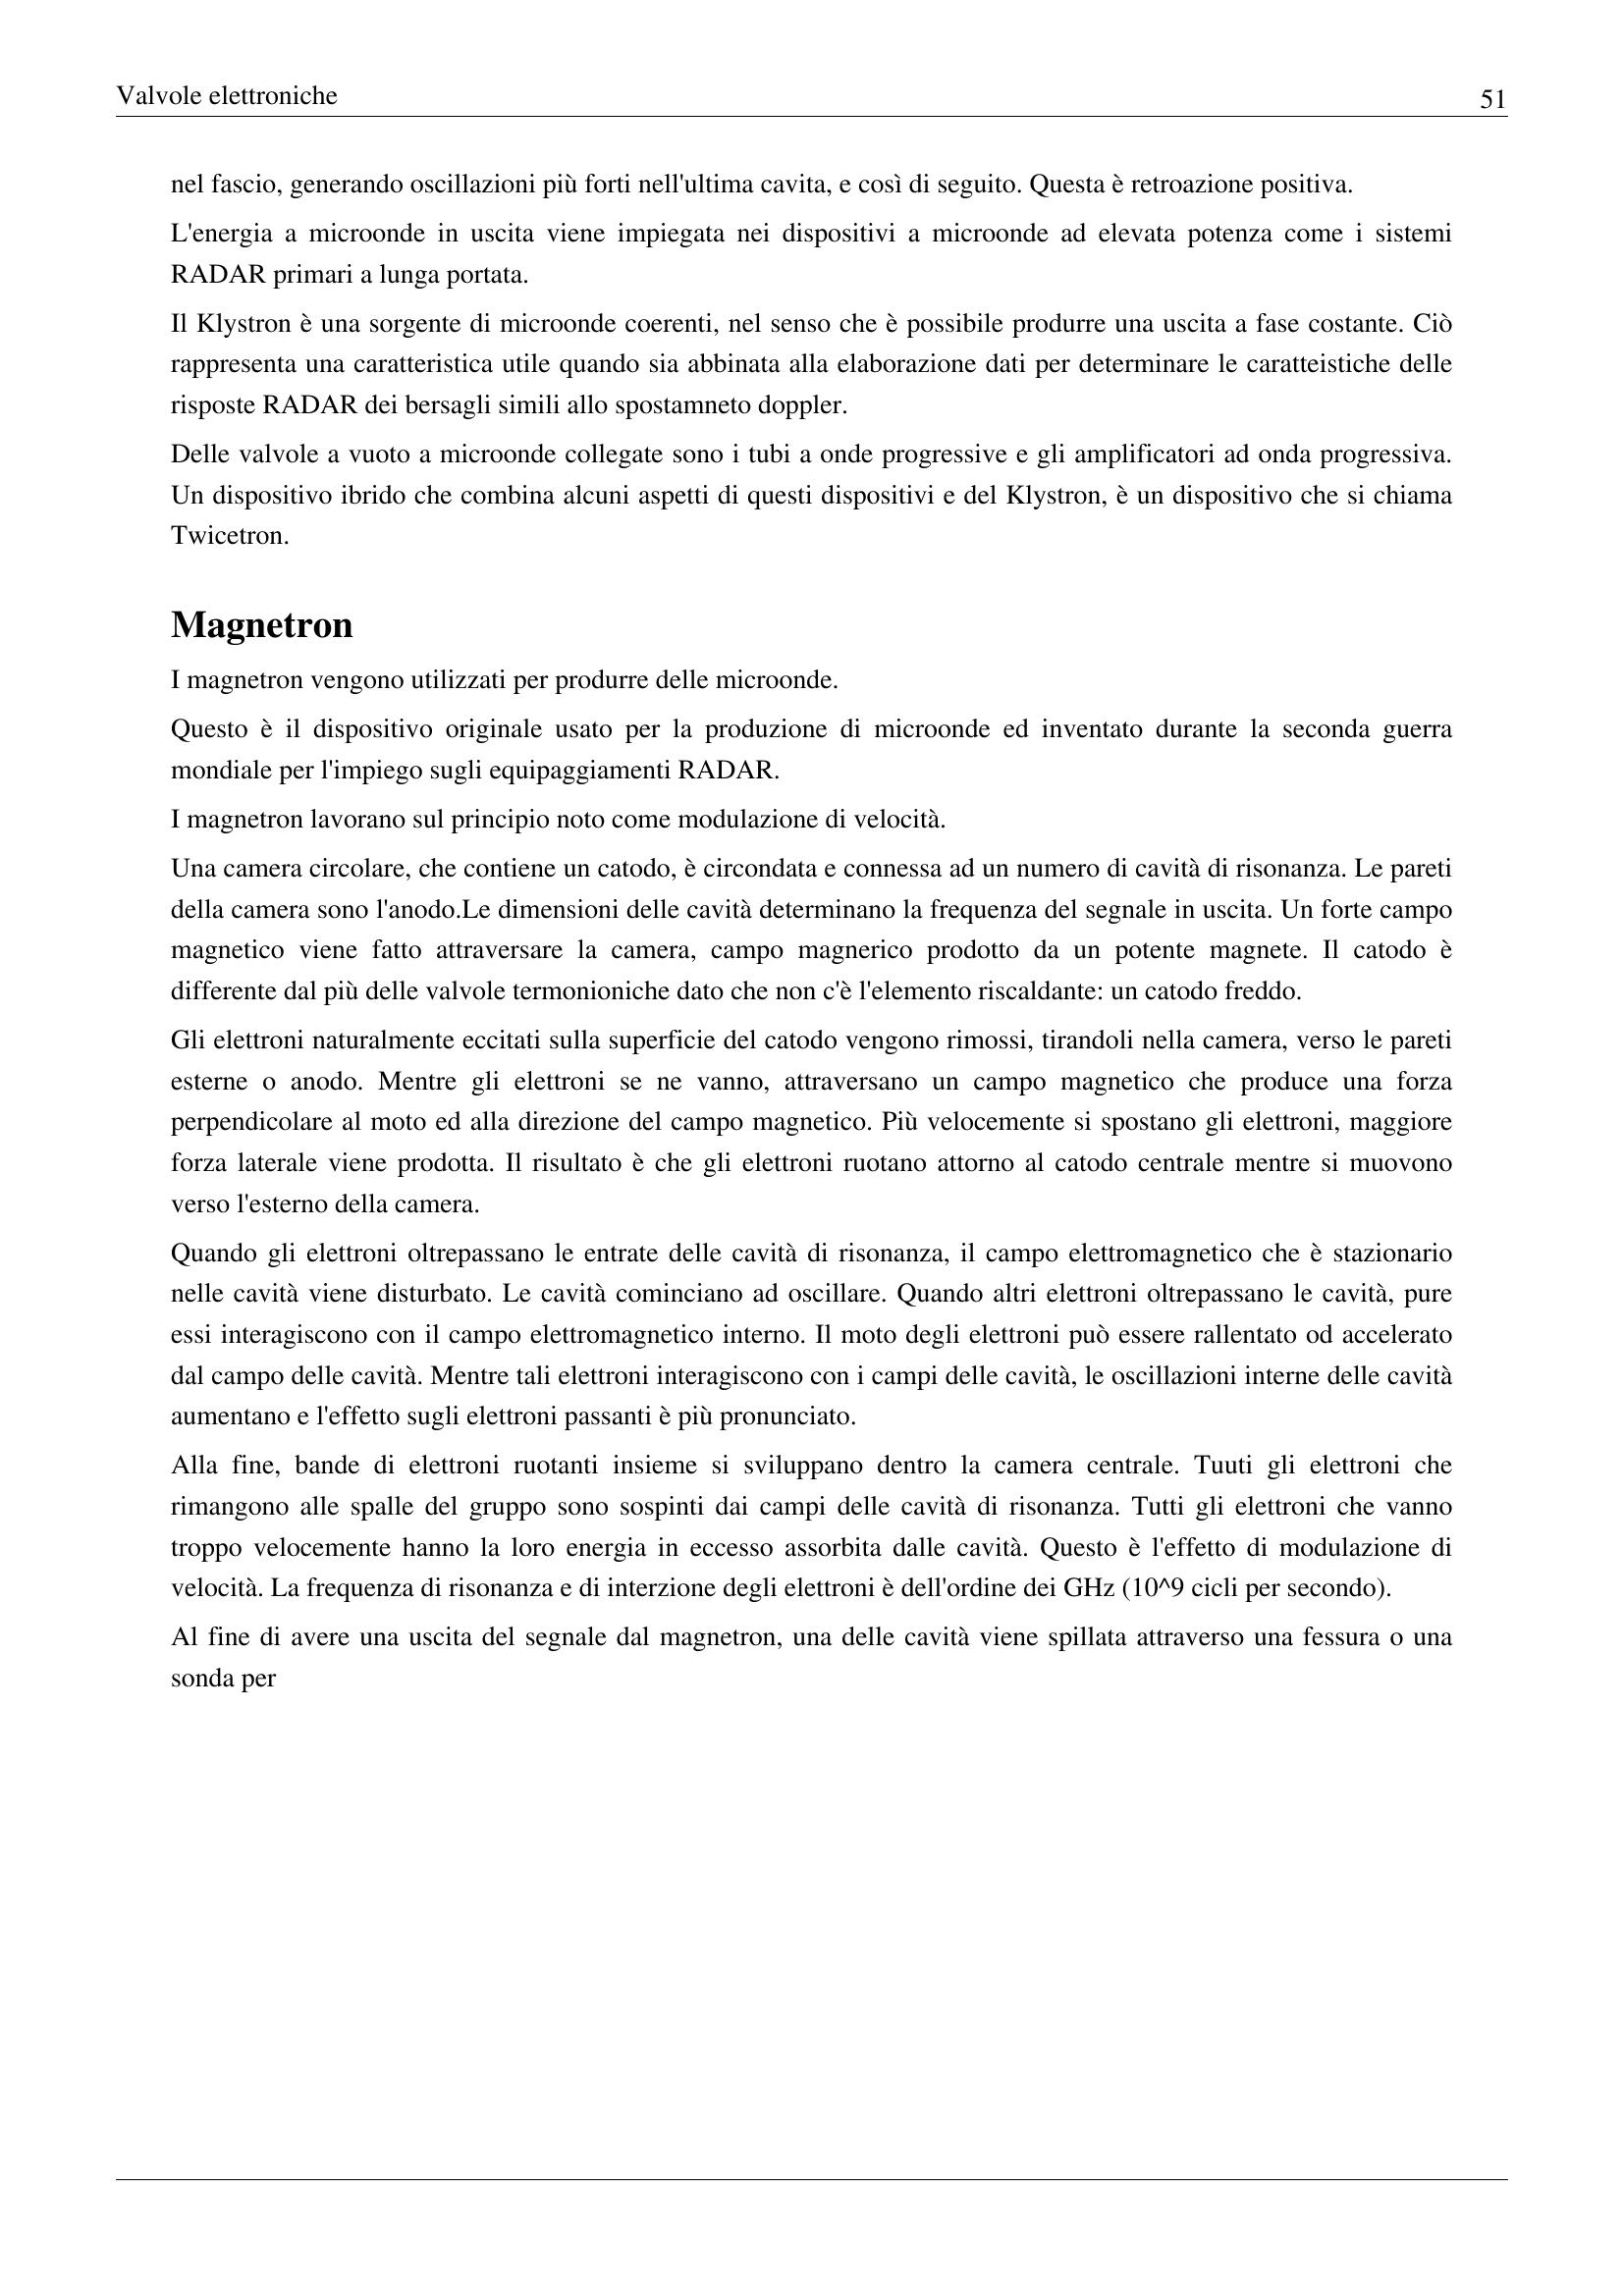 Valvole elettroniche
51
nel fascio, generando oscillazioni più forti nell'ultima cavita, e così di seguito. Questa è retroazione positiva.
L'energia a microonde in uscita viene impiegata nei dispositivi a microonde ad elevata potenza come i sistemi
RADAR primari a lunga portata.
Il Klystron è una sorgente di microonde coerenti, nel senso che è possibile produrre una uscita a fase costante. Ciò
rappresenta una caratteristica utile quando sia abbinata alla elaborazione dati per determinare le caratteistiche delle
risposte RADAR dei bersagli simili allo spostamneto doppler.
Delle valvole a vuoto a microonde collegate sono i tubi a onde progressive e gli amplificatori ad onda progressiva.
Un dispositivo ibrido che combina alcuni aspetti di questi dispositivi e del Klystron, è un dispositivo che si chiama
Twicetron.
Magnetron
I magnetron vengono utilizzati per produrre delle microonde.
Questo è il dispositivo originale usato per la produzione di microonde ed inventato durante la seconda guerra
mondiale per l'impiego sugli equipaggiamenti RADAR.
I magnetron lavorano sul principio noto come modulazione di velocità.
Una camera circolare, che contiene un catodo, è circondata e connessa ad un numero di cavità di risonanza. Le pareti
della camera sono l'anodo.Le dimensioni delle cavità determinano la frequenza del segnale in uscita. Un forte campo
magnetico viene fatto attraversare la camera, campo magnerico prodotto da un potente magnete. Il catodo è
differente dal più delle valvole termonioniche dato che non c'è l'elemento riscaldante: un catodo freddo.
Gli elettroni naturalmente eccitati sulla superficie del catodo vengono rimossi, tirandoli nella camera, verso le pareti
esterne o anodo. Mentre gli elettroni se ne vanno, attraversano un campo magnetico che produce una forza
perpendicolare al moto ed alla direzione del campo magnetico. Più velocemente si spostano gli elettroni, maggiore
forza laterale viene prodotta. Il risultato è che gli elettroni ruotano attorno al catodo centrale mentre si muovono
verso l'esterno della camera.
Quando gli elettroni oltrepassano le entrate delle cavità di risonanza, il campo elettromagnetico che è stazionario
nelle cavità viene disturbato. Le cavità cominciano ad oscillare. Quando altri elettroni oltrepassano le cavità, pure
essi interagiscono con il campo elettromagnetico interno. Il moto degli elettroni può essere rallentato od accelerato
dal campo delle cavità. Mentre tali elettroni interagiscono con i campi delle cavità, le oscillazioni interne delle cavità
aumentano e l'effetto sugli elettroni passanti è più pronunciato.
Alla fine, bande di elettroni ruotanti insieme si sviluppano dentro la camera centrale. Tuuti gli elettroni che
rimangono alle spalle del gruppo sono sospinti dai campi delle cavità di risonanza. Tutti gli elettroni che vanno
troppo velocemente hanno la loro energia in eccesso assorbita dalle cavità. Questo è l'effetto di modulazione di
velocità. La frequenza di risonanza e di interzione degli elettroni è dell'ordine dei GHz (10^9 cicli per secondo).
Al fine di avere una uscita del segnale dal magnetron, una delle cavità viene spillata attraverso una fessura o una
sonda per